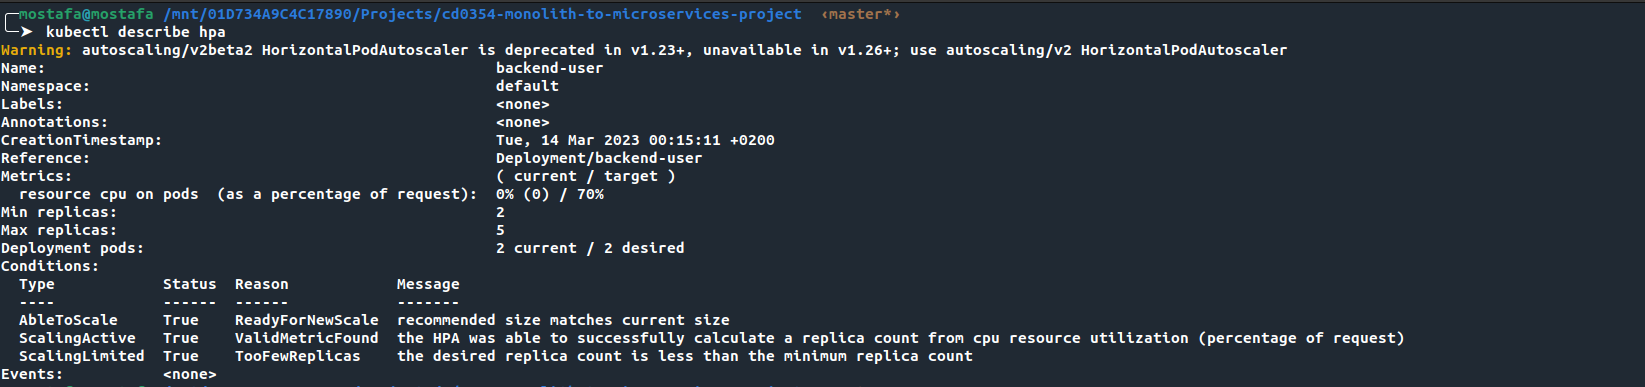 mostafa@mostafa /mnt/01D734A9C4C17890/Projects/cd0354-monolith-to-microservices-project ‹master*›
➤ kubectl describe hpa
Warning: autoscaling/v2beta2 HorizontalPodAutoscaler is deprecated in v1.23+, unavailable in v1.26+; use autoscaling/v2 HorizontalPodAutoscaler
Name: backend-user
Namespace: default
Labels: <none>
Annotations: <none>
CreationTimestamp: Tue, 14 Mar 2023 00:15:11 +0200
Reference: Deployment/backend-user
Metrics: ( current / target )
resource cpu on pods (as a percentage of request): 0% (0) / 70%
Min replicas: 2
Max replicas: 5
Deployment pods: 2 current / 2 desired
Conditions:
Type Status Reason Message
---- ------ ------ -------
AbleToScale True ReadyForNewScale recommended size matches current size
ScalingActive True ValidMetricFound the HPA was able to successfully calculate a replica count from cpu resource utilization (percentage of request)
ScalingLimited True TooFewReplicas the desired replica count is less than the minimum replica count
Events: <none>